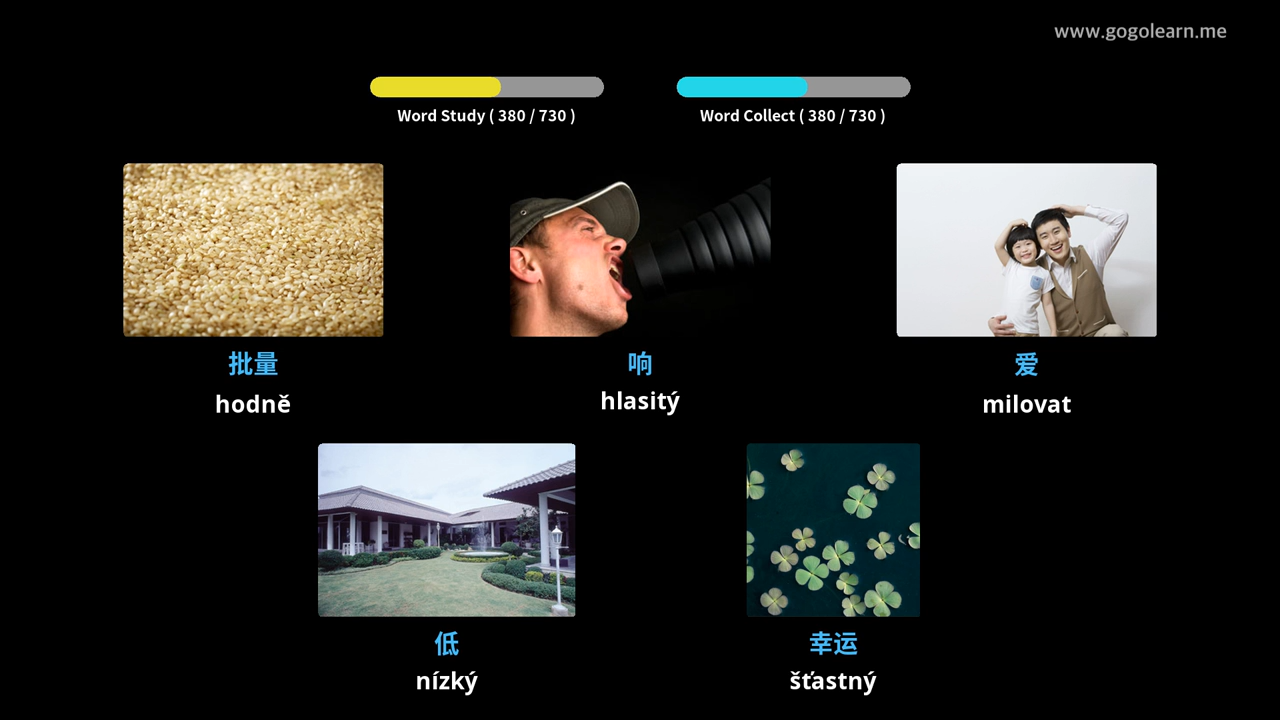 www.gogolearn.me
Word Study ( 380 / 730 )
Word Collect ( 380 / 730 )
批量
hodně
响
hlasitý
爱
milovat
低
nízký
幸运
šťastný